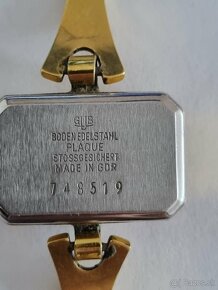 GUB
BODEN EDELSTAHL
PLAQUE
STOSSGESICHERT
MADE IN GDR
748519